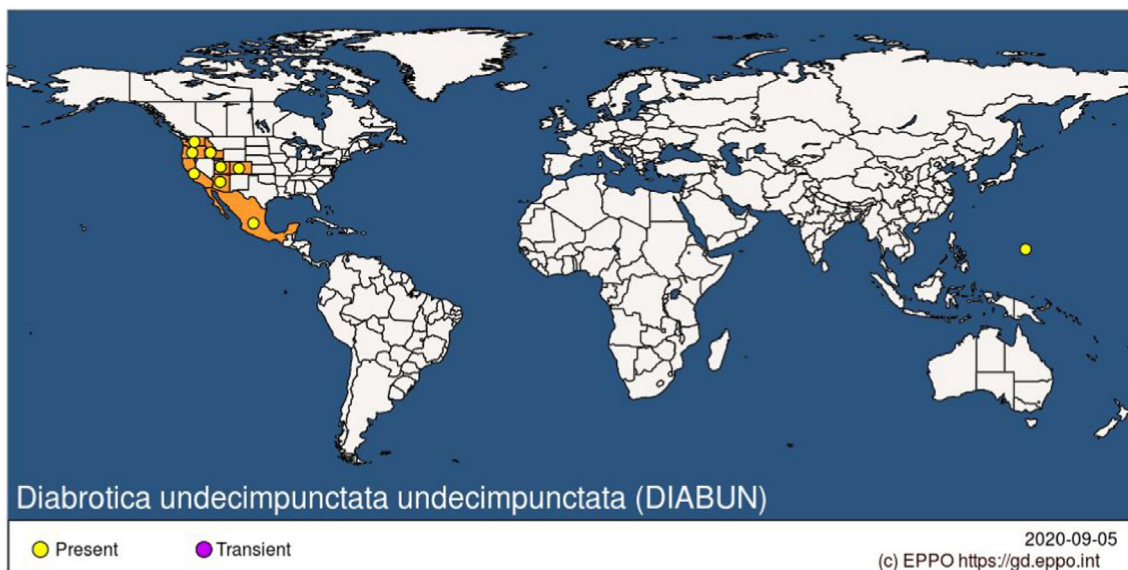 Diabrotica undecimpunctata undecimpunctata (DIABUN)
Present
Transient
2020-09-05
(c) EPPO https://gd.eppo.int